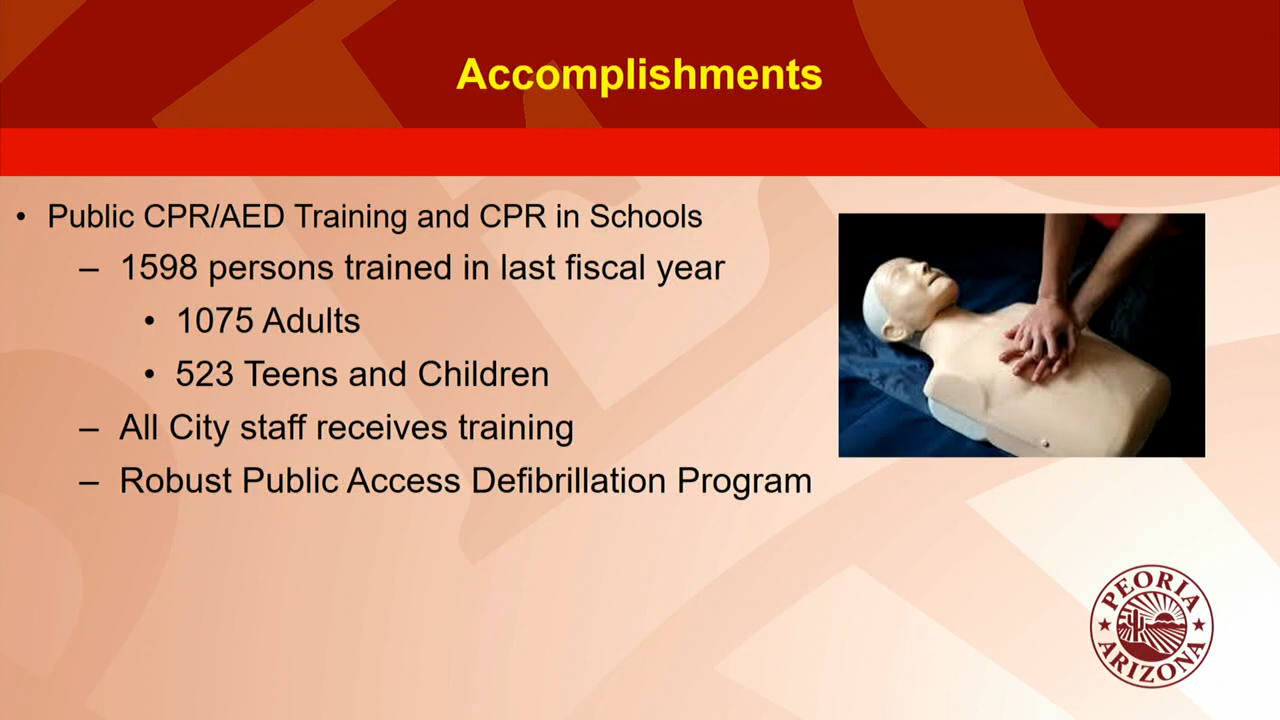 Accomplishments
• Public CPR/AED Training and CPR in Schools
– 1598 persons trained in last fiscal year
• 1075 Adults
• 523 Teens and Children
– All City staff receives training
– Robust Public Access Defibrillation Program
PEORIA
ARIZONA